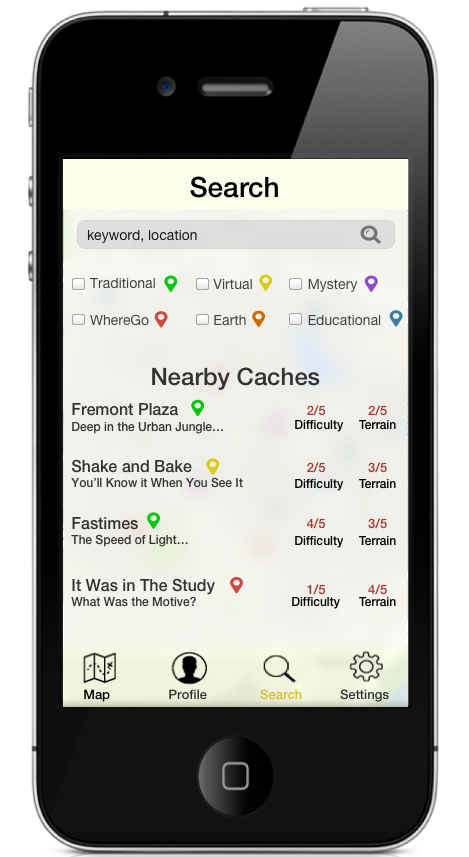 Search
keyword, location
Traditional Virtual Mystery
WhereGo Earth Educational
Nearby Caches
Fremont Plaza 2/5 2/5
Deep in the Urban Jungle... Difficulty Terrain
Shake and Bake 2/5 3/5
You'll Know it When You See It Difficulty Terrain
Fastimes 4/5 3/5
The Speed of Light... Difficulty Terrain
It Was in The Study 1/5 4/5
What Was the Motive? Difficulty Terrain
Map Profile Search Settings